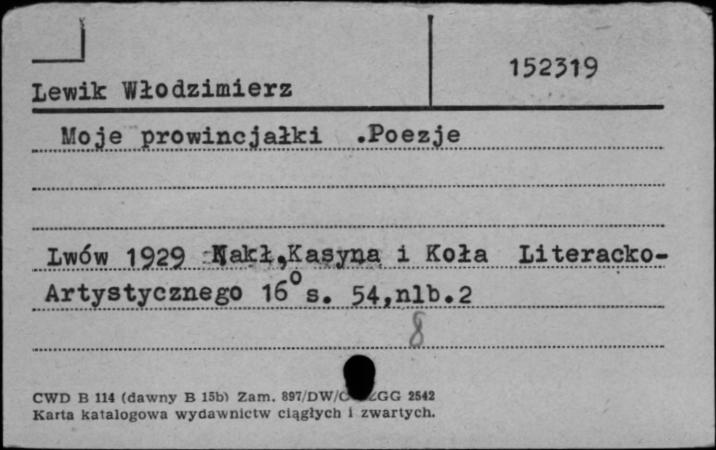 152319
Lewik Włodzimierz
Moje prowincjałki .Poezje
Lwów 1929 Nakł,Kasyna i Koła Literacko-
Artystycznego 16° s. 54,nlb.2
8
CWD B 114 (dawny B 15b) Zam. 897/DW/C GG 2542
Karta katalogowa wydawnictw ciągłych i zwartych.